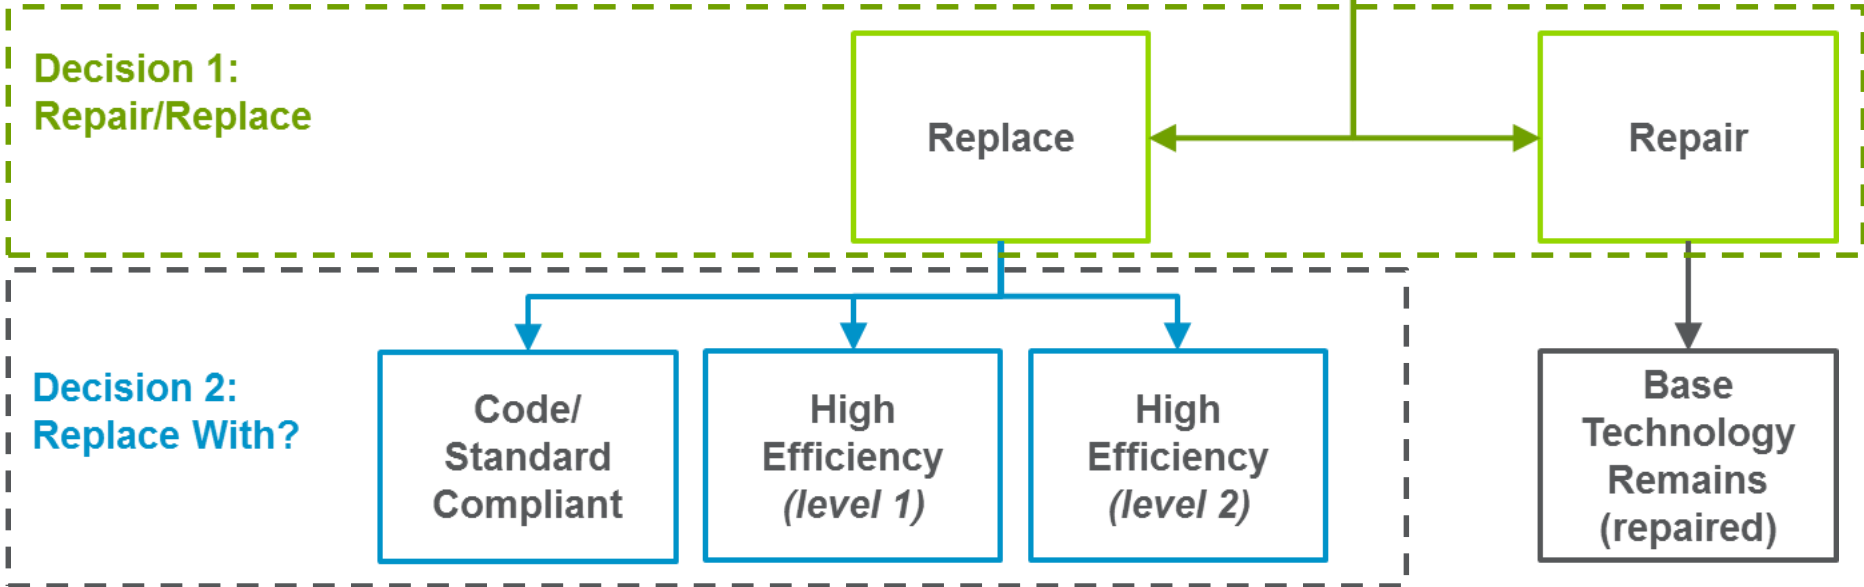 Decision 1:
Repair/Replace
Replace
Repair
Decision 2:
Replace With?
Code/
Standard
Compliant
High
Efficiency
(level 1)
High
Efficiency
(level 2)
Base
Technology
Remains
(repaired)